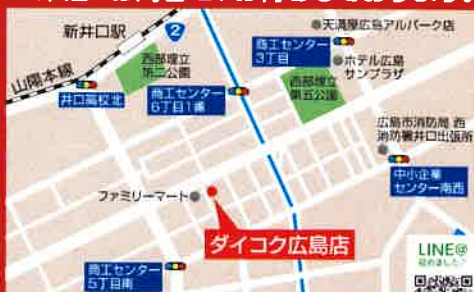 新井口駅
2
天満屋広島アルパーク店
商工センター
3丁目
ホテル広島
サンプラザ
山陽本線
西部埋立
第二公園
井口高校北
商工センター
6丁目1番
西部埋立
第五公園
広島市消防局 西
消防署井口出張所
中小企業
センター南西
ファミリーマート
ダイコク広島店
商工センター
5丁目南
LINE@
始めました!